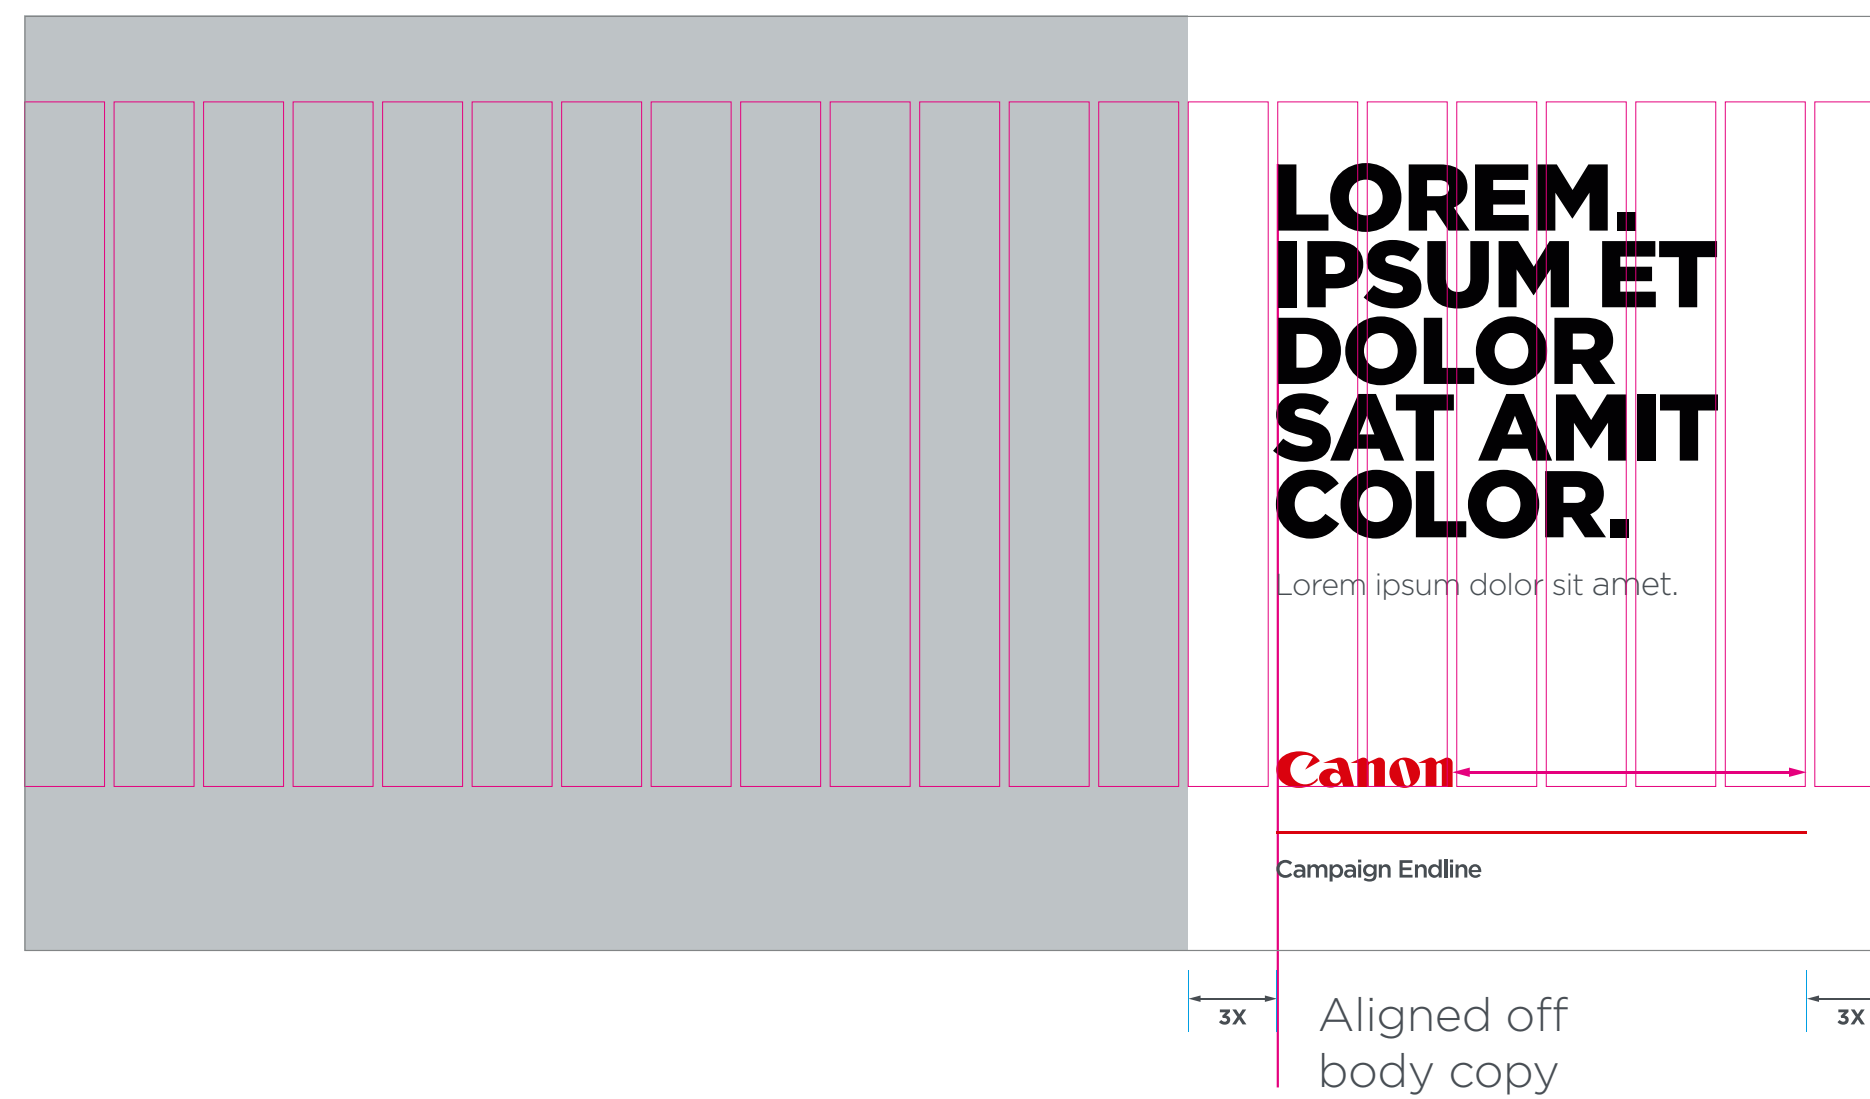 LOREM.
IPSUM ET
DOLOR
SAT AMIT
COLOR.
Lorem ipsum dolor sit amet.
Canon
Campaign Endline
3X
Aligned off
body copy
3X